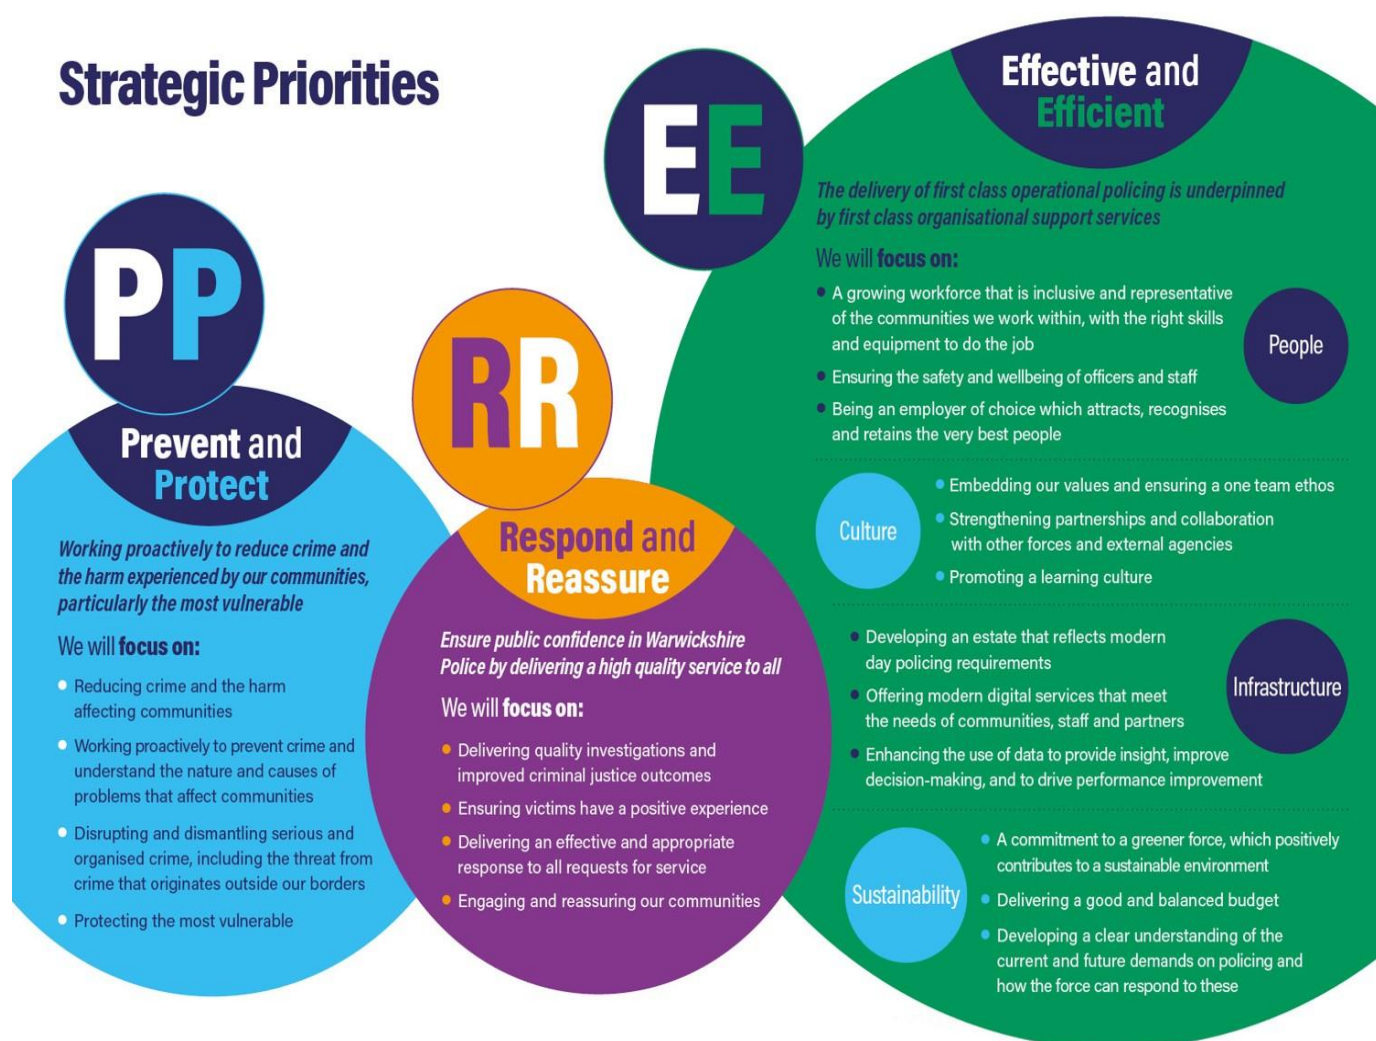 Strategic Priorities
PP
Prevent and
Protect
Working proactively to reduce crime and
the harm experienced by our communities,
particularly the most vulnerable
We will focus on:
Reducing crime and the harm
affecting communities
Working proactively to prevent crime and
understand the nature and causes of
problems that affect communities
Disrupting and dismantling serious and
organised crime, including the threat from
crime that originates outside our borders
Protecting the most vulnerable
RR
Respond and
Reassure
Ensure public confidence in Warwickshire
Police by delivering a high quality service to all
We will focus on:
Delivering quality investigations and
improved criminal justice outcomes
Ensuring victims have a positive experience
Delivering an effective and appropriate
response to all requests for service
Engaging and reassuring our communities
EE
Effective and
Efficient
The delivery of first class operational policing is underpinned
by first class organisational support services
We will focus on:
A growing workforce that is inclusive and representative
of the communities we work within, with the right skills
and equipment to do the job
Ensuring the safety and wellbeing of officers and staff
Being an employer of choice which attracts, recognises
and retains the very best people
People
Culture
Embedding our values and ensuring a one team ethos
Strengthening partnerships and collaboration
with other forces and external agencies
Promoting a learning culture
Developing an estate that reflects modern
day policing requirements
Offering modern digital services that meet
the needs of communities, staff and partners
Enhancing the use of data to provide insight, improve
decision-making, and to drive performance improvement
Infrastructure
Sustainability
A commitment to a greener force, which positively
contributes to a sustainable environment
Delivering a good and balanced budget
Developing a clear understanding of the
current and future demands on policing and
how the force can respond to these